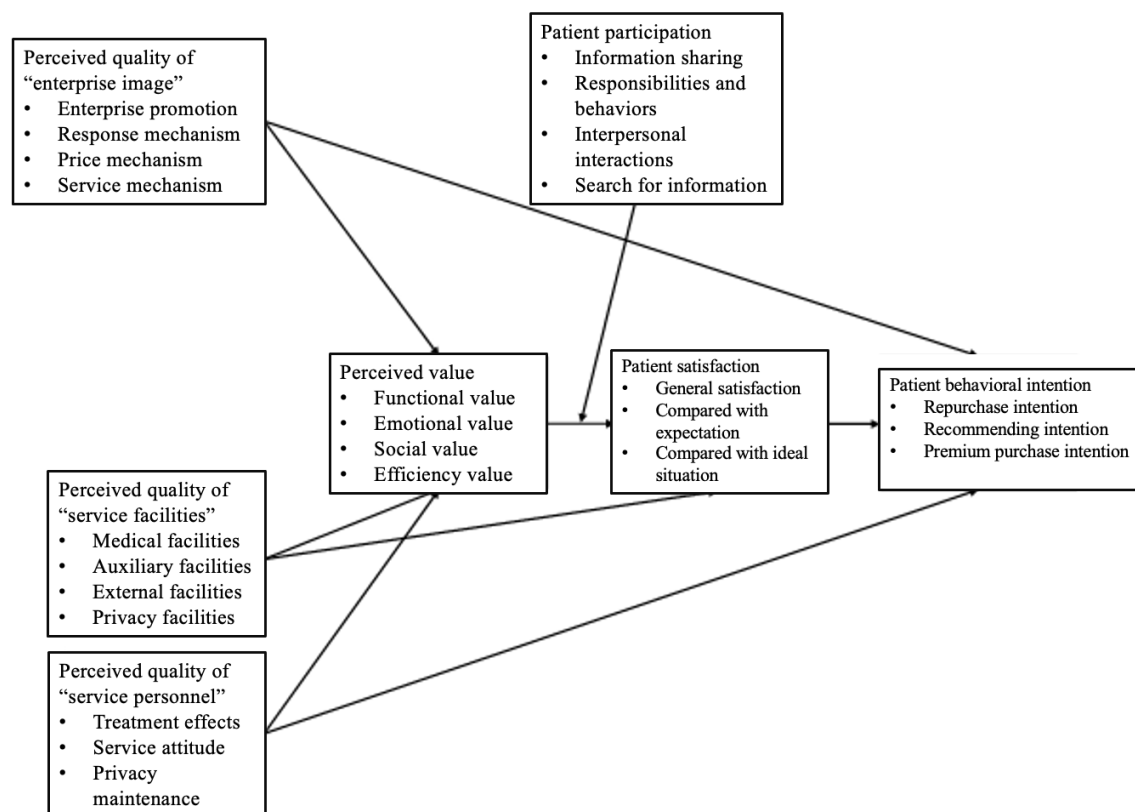 Perceived quality of
“enterprise image”
• Enterprise promotion
• Response mechanism
• Price mechanism
• Service mechanism
Patient participation
• Information sharing
• Responsibilities and
behaviors
• Interpersonal
interactions
• Search for information
Perceived value
• Functional value
• Emotional value
• Social value
• Efficiency value
Patient satisfaction
• General satisfaction
• Compared with
expectation
• Compared with ideal
situation
Patient behavioral intention
• Repurchase intention
• Recommending intention
• Premium purchase intention
Perceived quality of
“service facilities”
• Medical facilities
• Auxiliary facilities
• External facilities
• Privacy facilities
Perceived quality of
“service personnel”
• Treatment effects
• Service attitude
• Privacy
maintenance